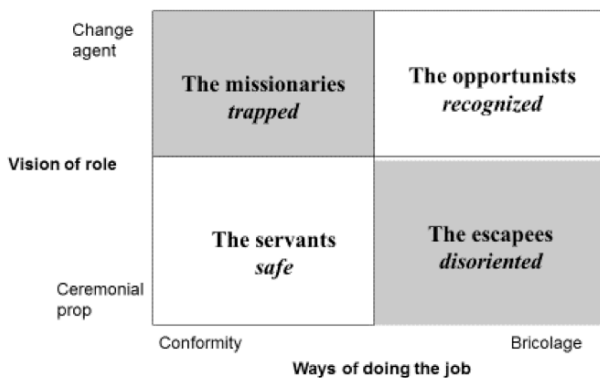 Change
agent
The missionaries
trapped
The opportunists
recognized
Vision of role
The servants
safe
The escapees
disoriented
Ceremonial
prop
Conformity
Bricolage
Ways of doing the job